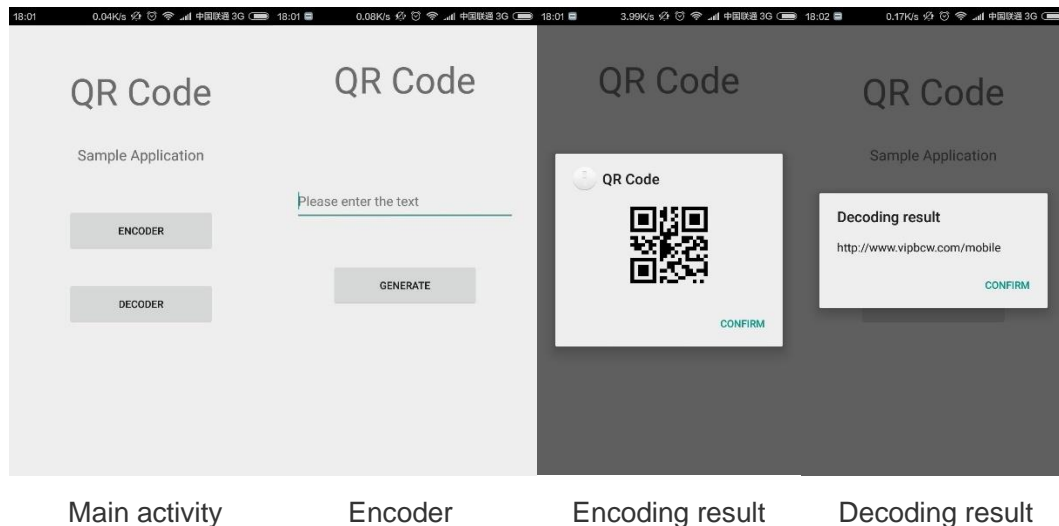 18:01 0.04K/s 中国联通 3G
QR Code
Sample Application
ENCODER
DECODER
18:01 0.08K/s 中国联通 3G
QR Code
Please enter the text
GENERATE
18:01 3.99K/s 中国联通 3G
QR Code
QR Code
CONFIRM
18:02 0.17K/s 中国联通 3G
QR Code
Sample Application
Decoding result
http://www.vipbcw.com/mobile
CONFIRM
Main activity
Encoder
Encoding result
Decoding result